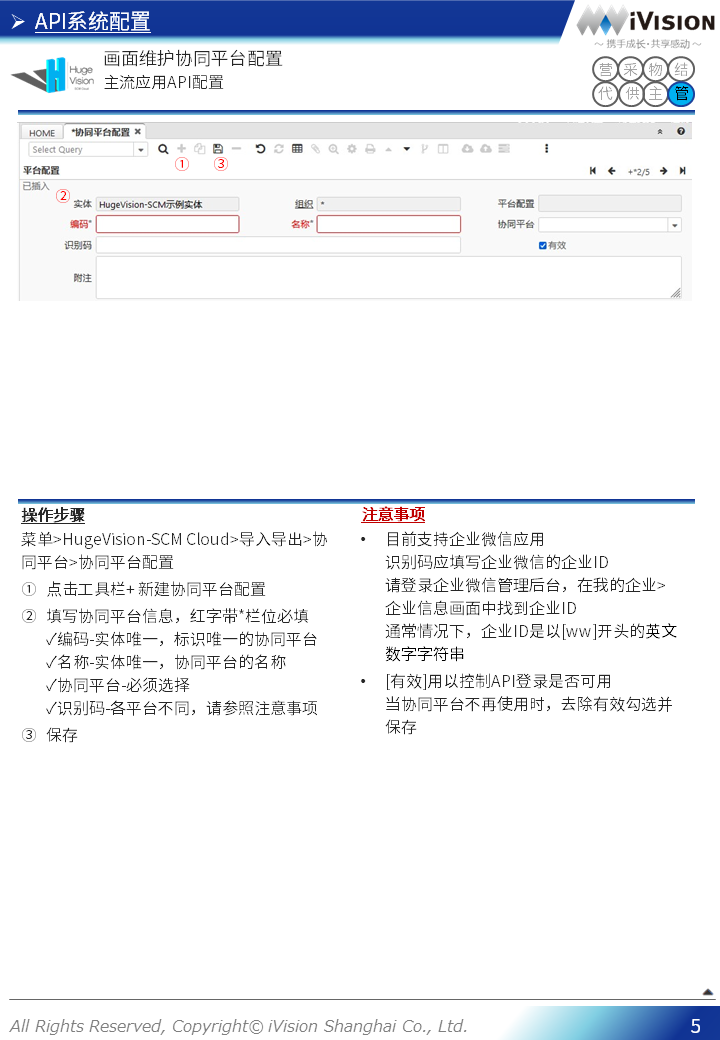 ➢ API系统配置
iVision
～ 携手成长·共享感动 ～
Huge
Vision
SCM Cloud
画面维护协同平台配置
主流应用API配置
营 采 物 结
代 供 主 管
HOME *协同平台配置 ✖
Select Query
① ③
平台配置
+*2/5
已插入
②
实体 HugeVision-SCM示例实体 组织 * 平台配置
编码* 名称* 协同平台
识别码 有效
附注
操作步骤
菜单>HugeVision-SCM Cloud>导入导出>协
同平台>协同平台配置
① 点击工具栏+ 新建协同平台配置
② 填写协同平台信息，红字带*栏位必填
✓编码-实体唯一，标识唯一的协同平台
✓名称-实体唯一，协同平台的名称
✓协同平台-必须选择
✓识别码-各平台不同，请参照注意事项
③ 保存
注意事项
• 目前支持企业微信应用
识别码应填写企业微信的企业ID
请登录企业微信管理后台，在我的企业>
企业信息画面中找到企业ID
通常情况下，企业ID是以[ww]开头的英文
数字字符串
• [有效]用以控制API登录是否可用
当协同平台不再使用时，去除有效勾选并
保存
All Rights Reserved, Copyright© iVision Shanghai Co., Ltd.
5